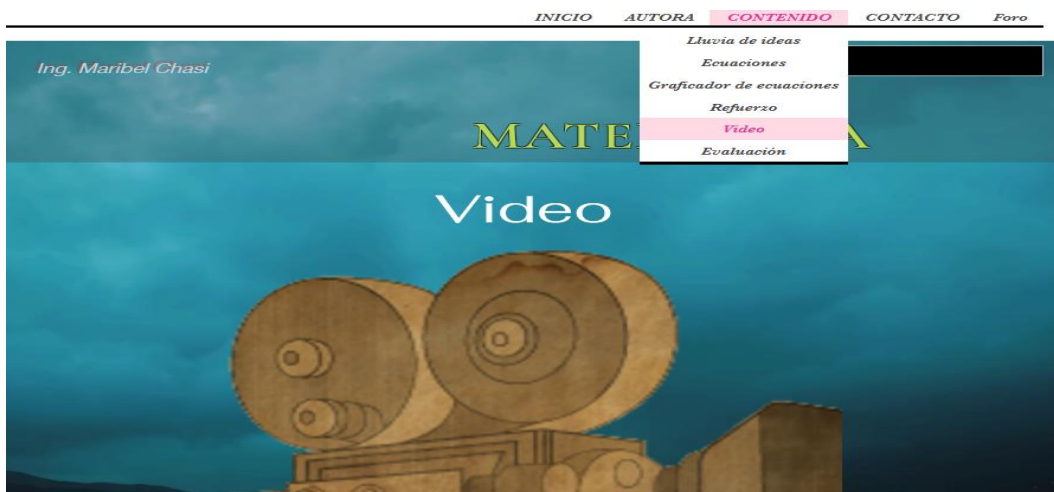 INICIO AUTORA CONTENIDO CONTACTO Foro
Lluvia de ideas
Ecuaciones
Graficador de ecuaciones
Refuerzo
Video
Evaluación
Ing. Maribel Chasi
Video